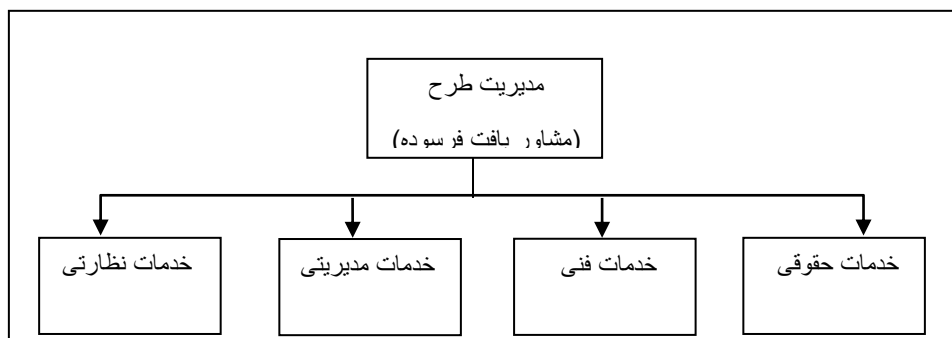 مدیریت طرح
(مشاور بافت فرسوده)
خدمات حقوقی
خدمات فنی
خدمات مدیریتی
خدمات نظارتی